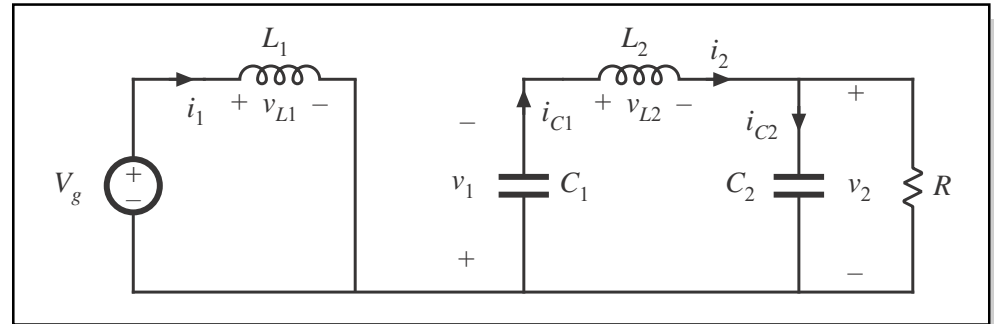 L1
L2
i2
i1
+ vL1 −
iC1
+ vL2 −
iC2
+
−
Vg
+
−
v1
C1
C2
v2
R
+
−